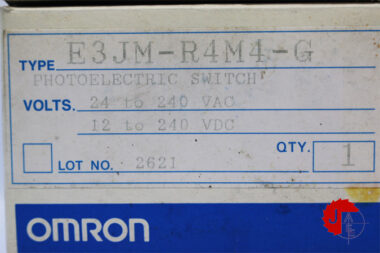 TYPE E3JM-R4M4-G
PHOTOELECTRIC SWITCH
VOLTS. 24 to 240 VAC
12 to 240 VDC
LOT NO. 2621 QTY. 1
OMRON